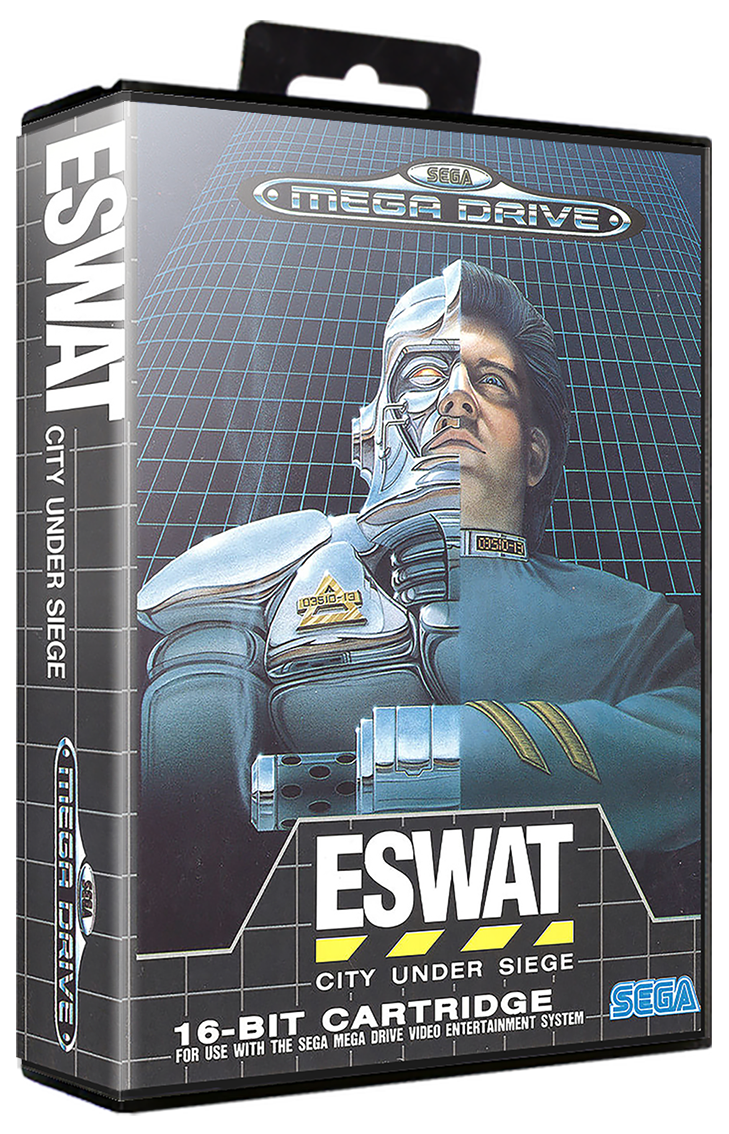 ESWAT CITY UNDER SIEGE
SEGA
MEGA DRIVE
SEGA
MEGA DRIVE
03510-13
03510-13
ESWAT
CITY UNDER SIEGE
16-BIT CARTRIDGE
FOR USE WITH THE SEGA MEGA DRIVE VIDEO ENTERTAINMENT SYSTEM
SEGA